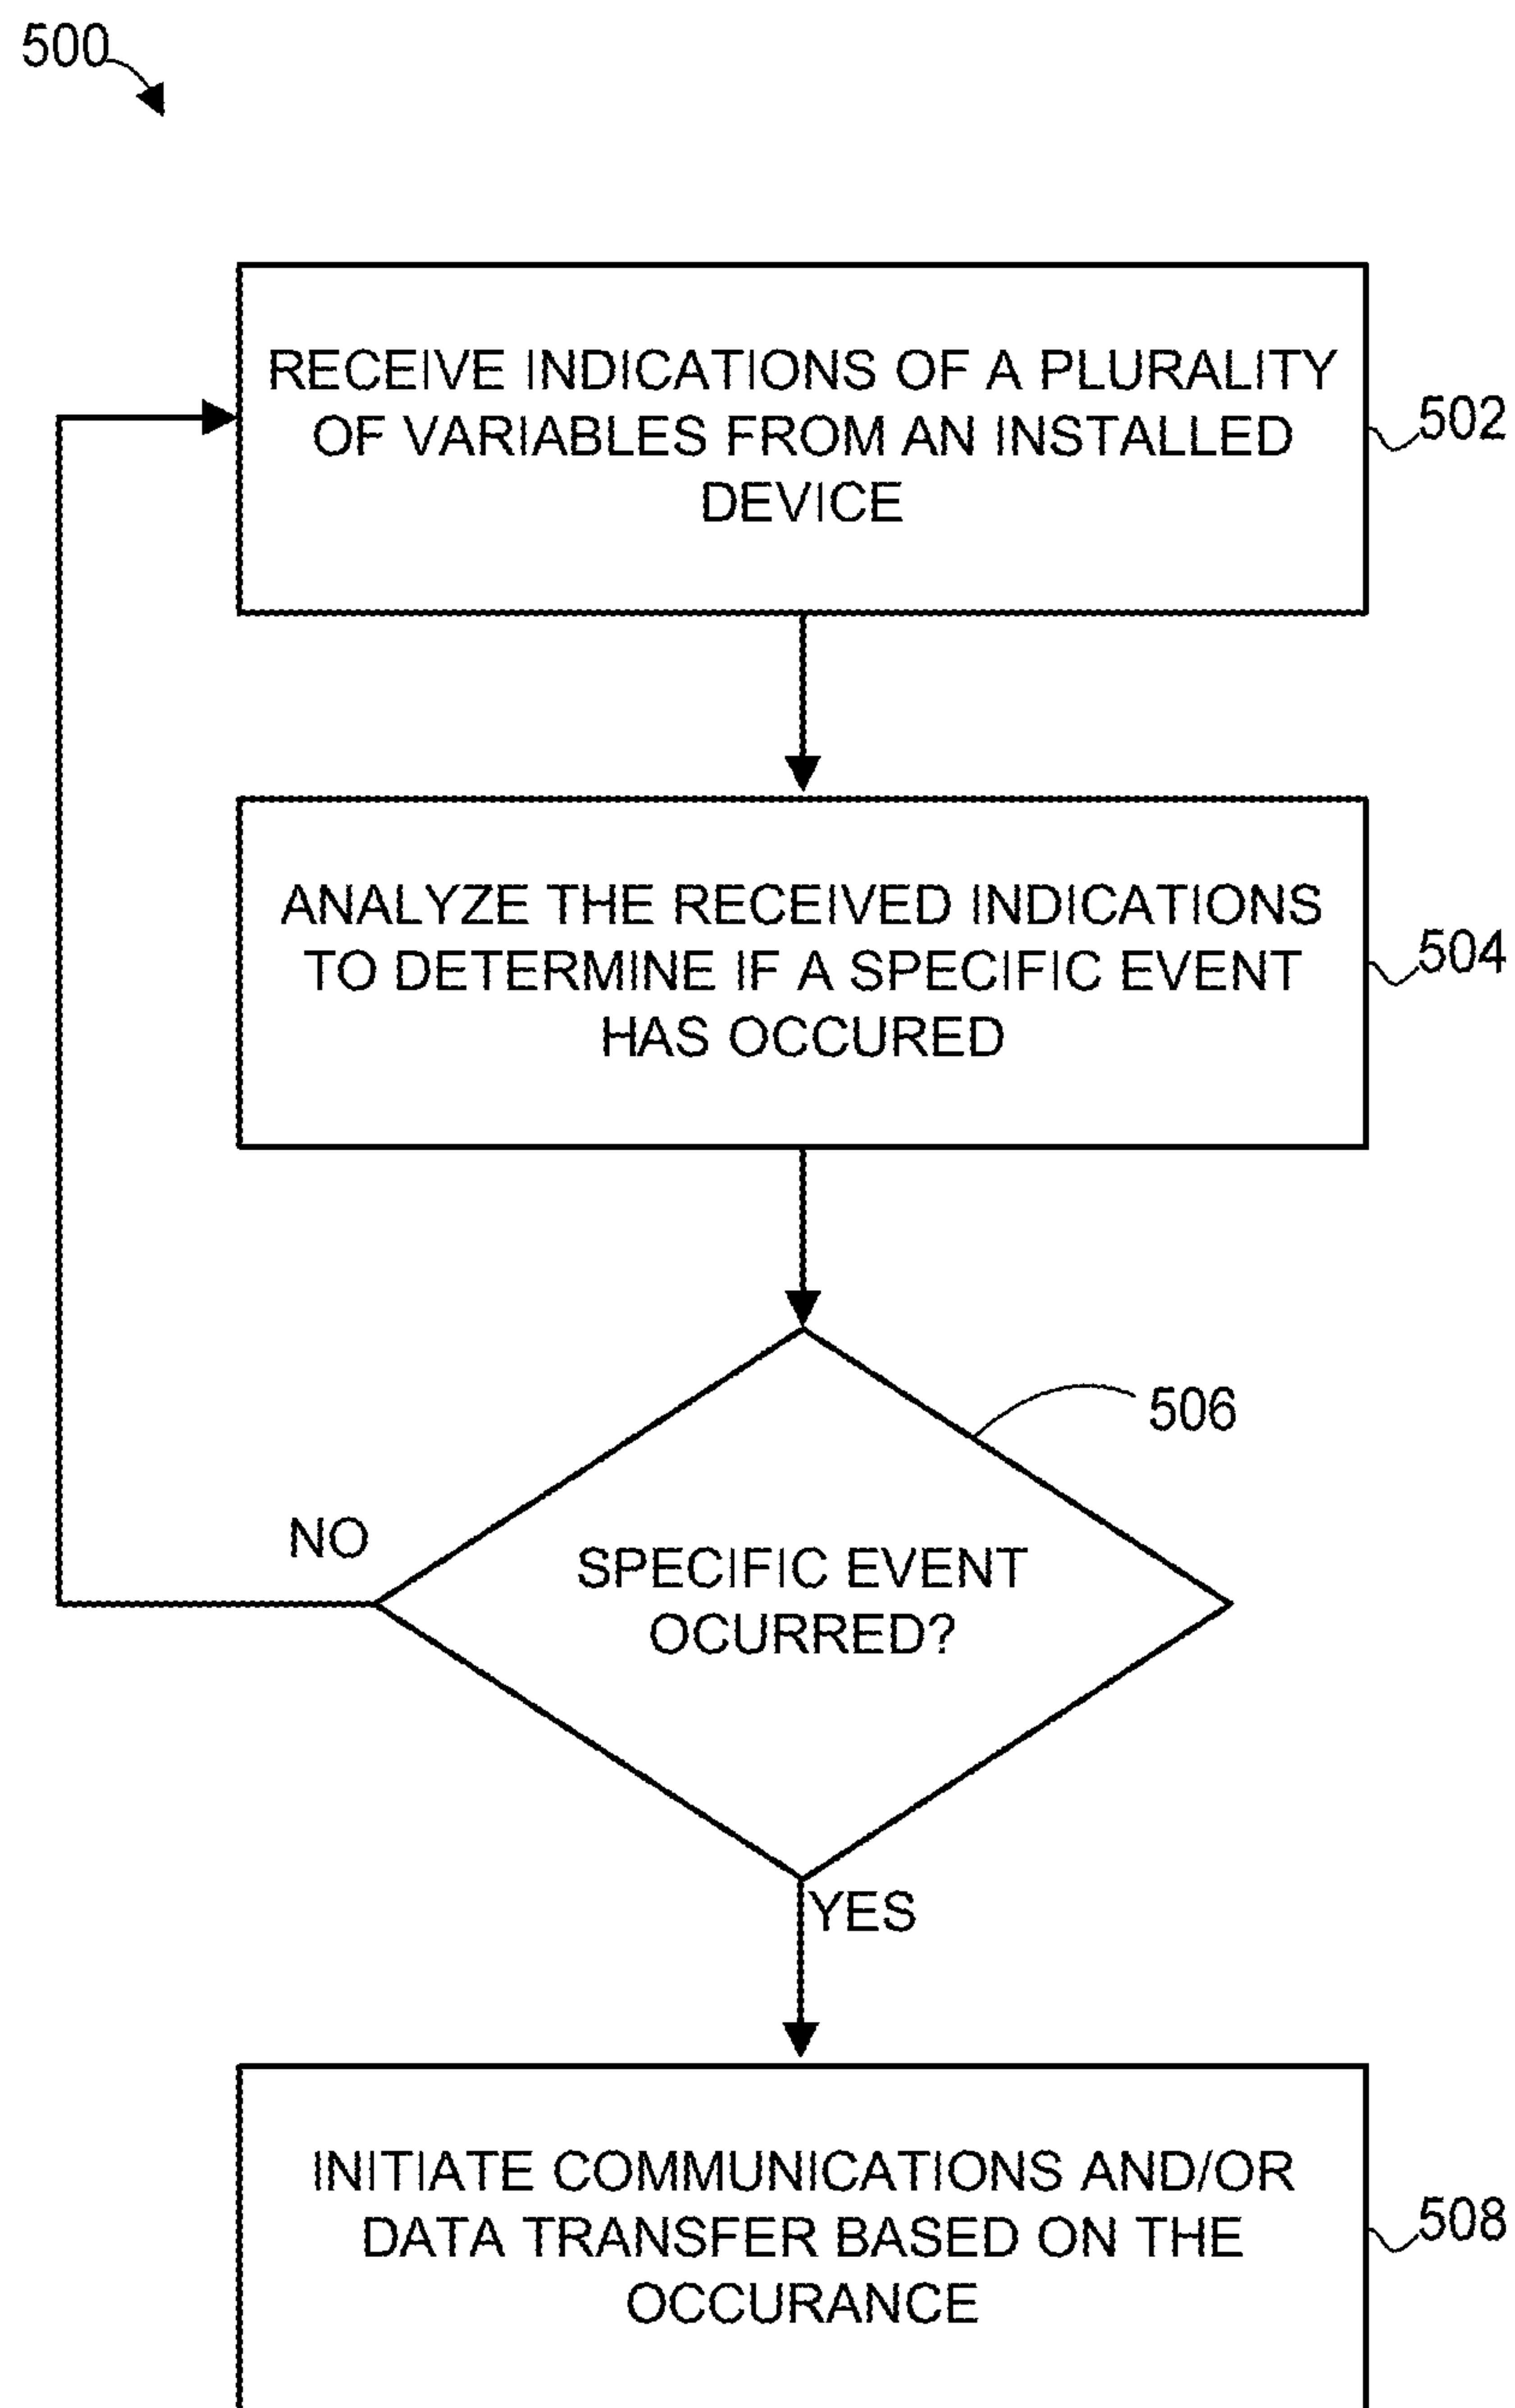 500
RECEIVE INDICATIONS OF A PLURALITY
OF VARIABLES FROM AN INSTALLED
DEVICE
502
ANALYZE THE RECEIVED INDICATIONS
TO DETERMINE IF A SPECIFIC EVENT
HAS OCCURED
504
506
NO
SPECIFIC EVENT
OCURRED?
YES
INITIATE COMMUNICATIONS AND/OR
DATA TRANSFER BASED ON THE
OCCURANCE
508